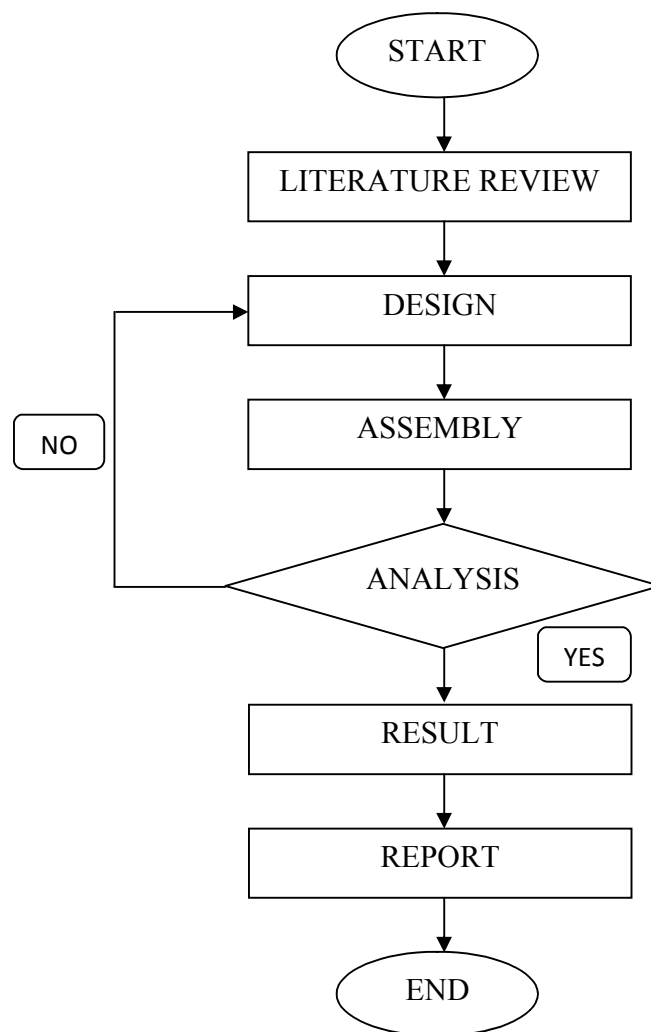 START
LITERATURE REVIEW
DESIGN
ASSEMBLY
NO
ANALYSIS
YES
RESULT
REPORT
END